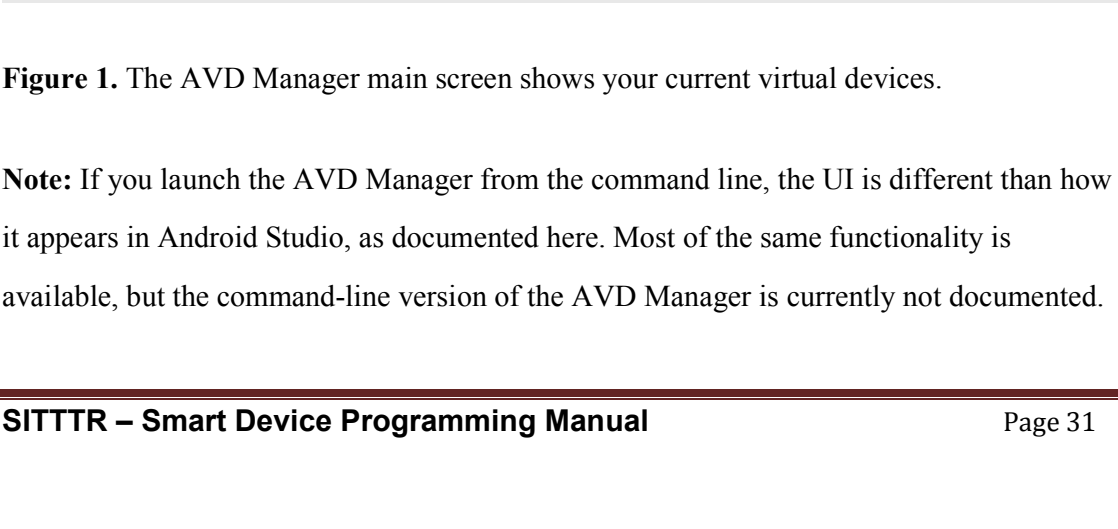 Figure 1. The AVD Manager main screen shows your current virtual devices.
Note: If you launch the AVD Manager from the command line, the UI is different than how
it appears in Android Studio, as documented here. Most of the same functionality is
available, but the command-line version of the AVD Manager is currently not documented.
SITTTR – Smart Device Programming Manual Page 31